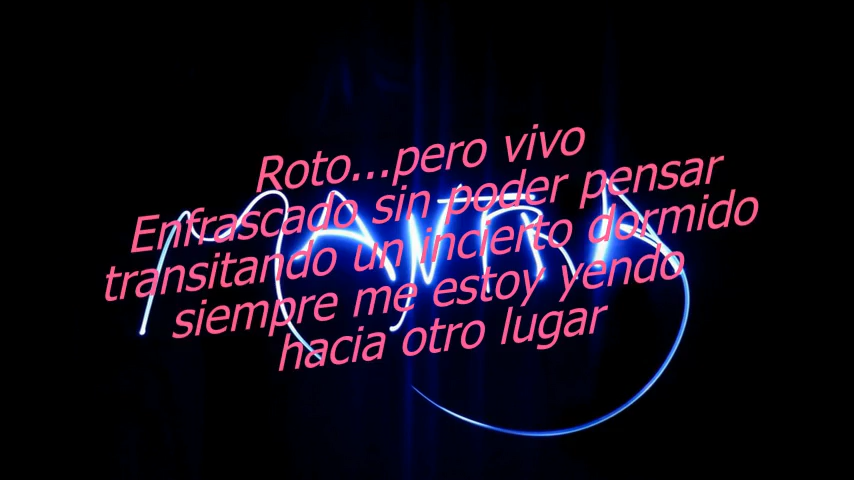 Roto...pero vivo
Enfrascado sin poder pensar
transitando un incierto dormido
siempre me estoy yendo
hacia otro lugar